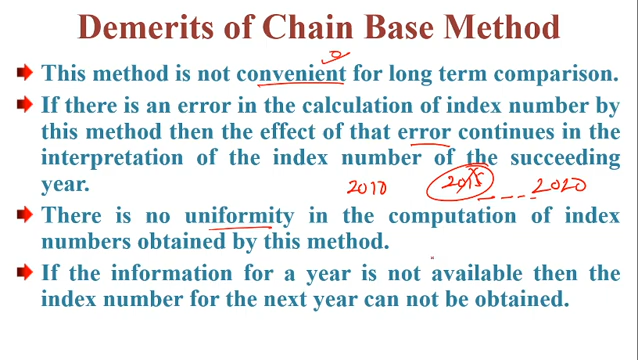 Demerits of Chain Base Method
This method is not convenient for long term comparison.
If there is an error in the calculation of index number by
this method then the effect of that error continues in the
interpretation of the index number of the succeeding
year.
2010 2015 2020
There is no uniformity in the computation of index
numbers obtained by this method.
If the information for a year is not available then the
index number for the next year can not be obtained.